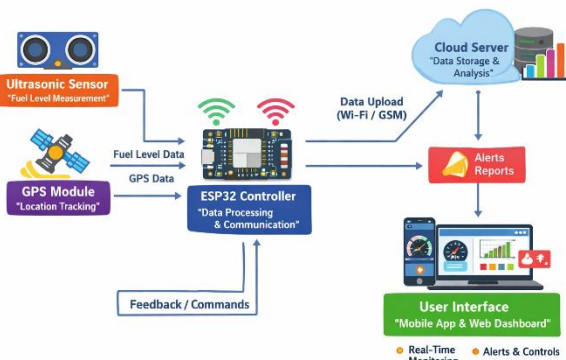 Ultrasonic Sensor
"Fuel Level Measurement"
Fuel Level Data
GPS Data
GPS Module
"Location Tracking"
ESP32 Controller
"Data Processing
& Communication"
Feedback / Commands
Data Upload
(Wi-Fi / GSM)
Cloud Server
"Data Storage &
Analysis"
Alerts
Reports
User Interface
"Mobile App & Web Dashboard"
Real-Time
Monitoring
Alerts & Controls